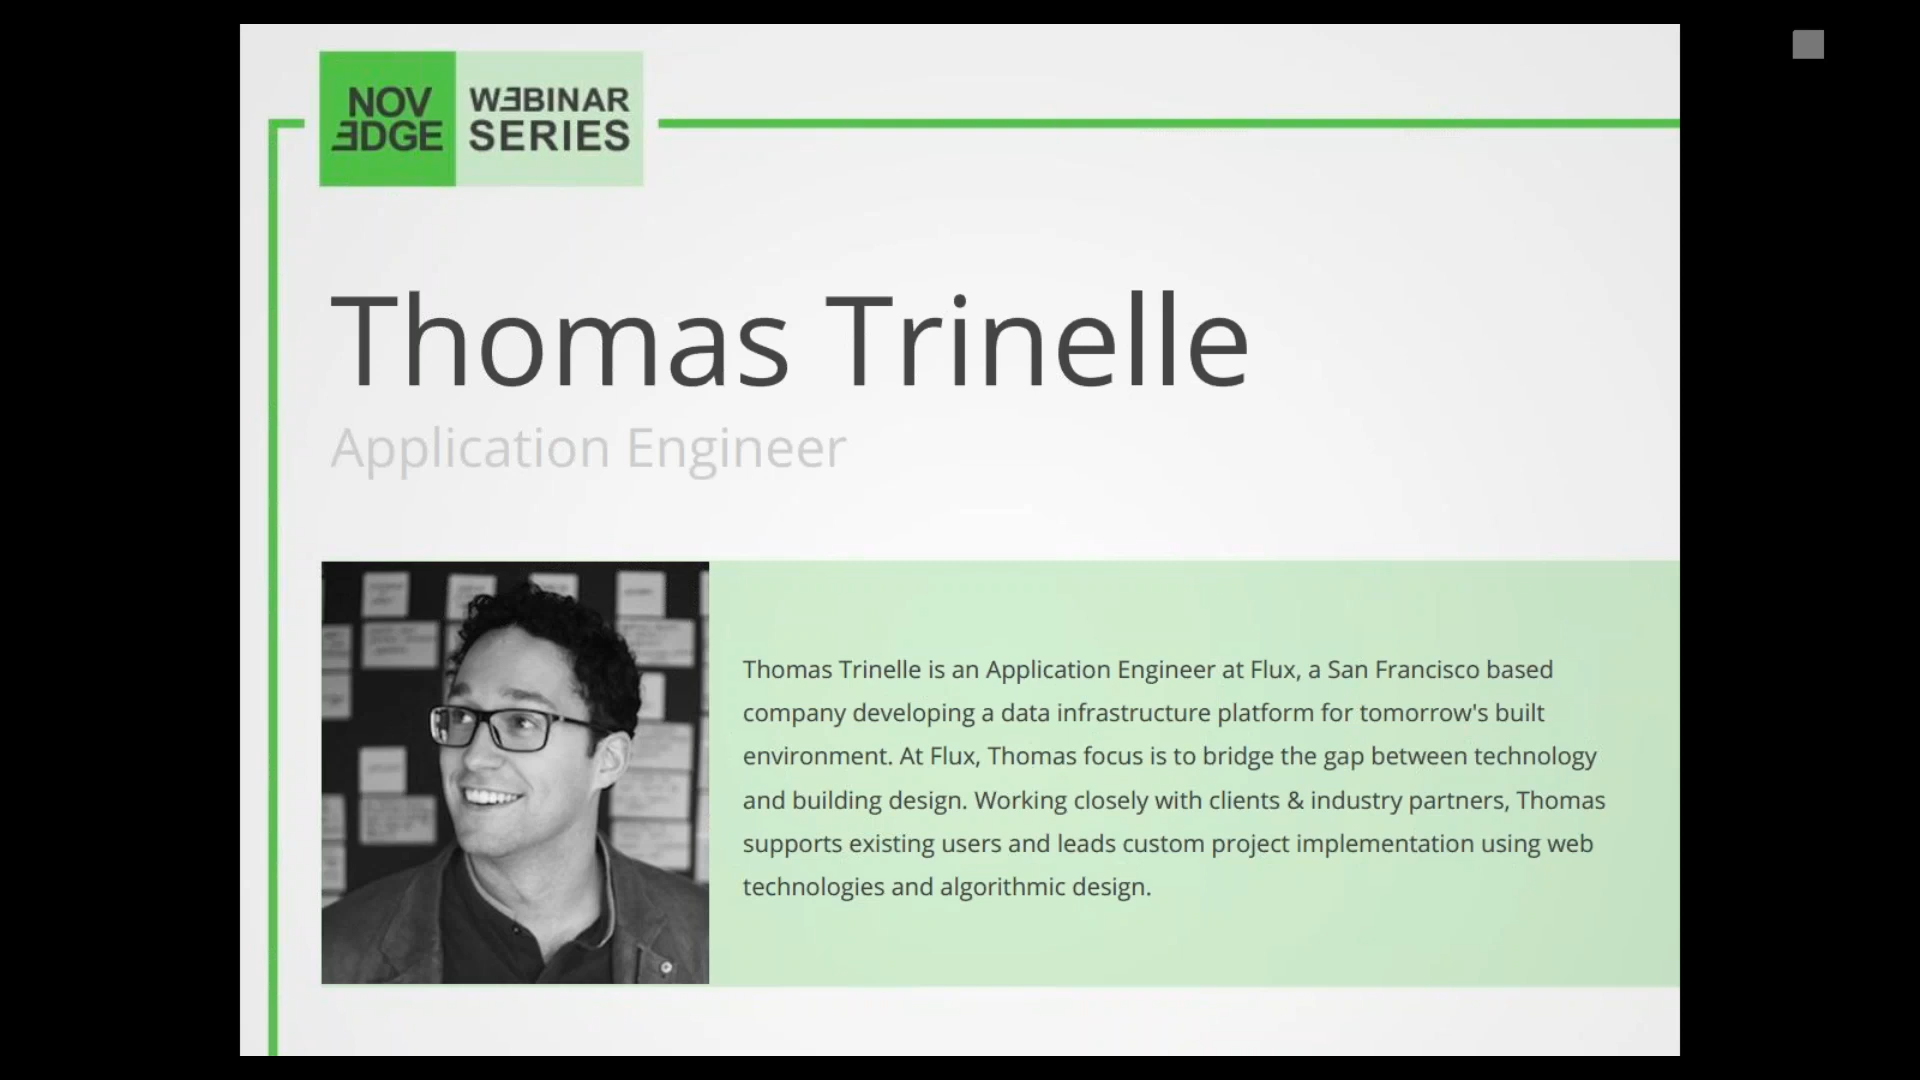 NOV
EDGE
WEBINAR
SERIES
Thomas Trinelle
Application Engineer
Thomas Trinelle is an Application Engineer at Flux, a San Francisco based
company developing a data infrastructure platform for tomorrow's built
environment. At Flux, Thomas focus is to bridge the gap between technology
and building design. Working closely with clients & industry partners, Thomas
supports existing users and leads custom project implementation using web
technologies and algorithmic design.